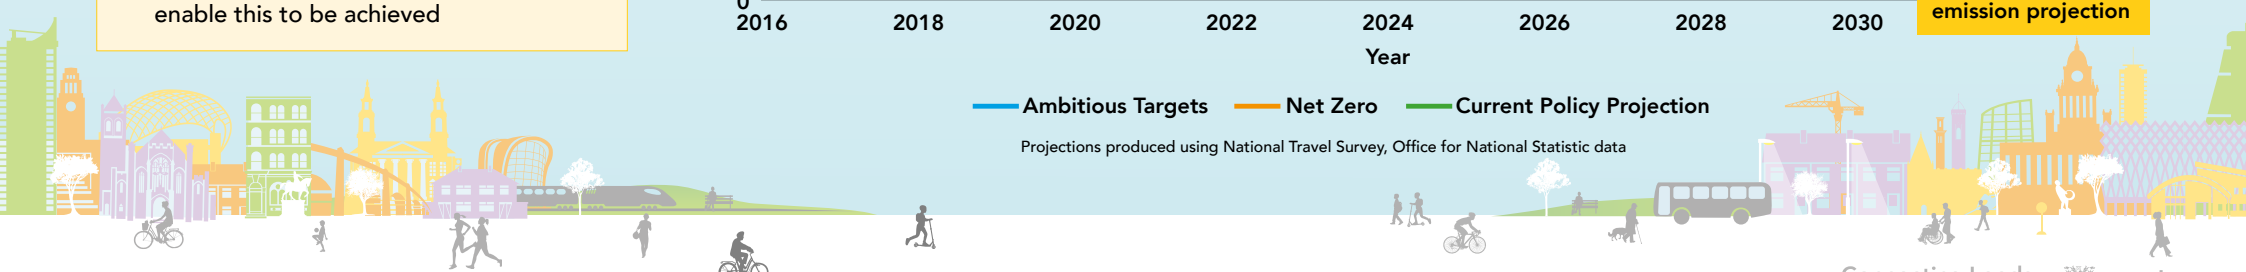 enable this to be achieved
0
2016 2018 2020 2022 2024 2026 2028 2030
emission projection
Year
Ambitious Targets Net Zero Current Policy Projection
Projections produced using National Travel Survey, Office for National Statistic data